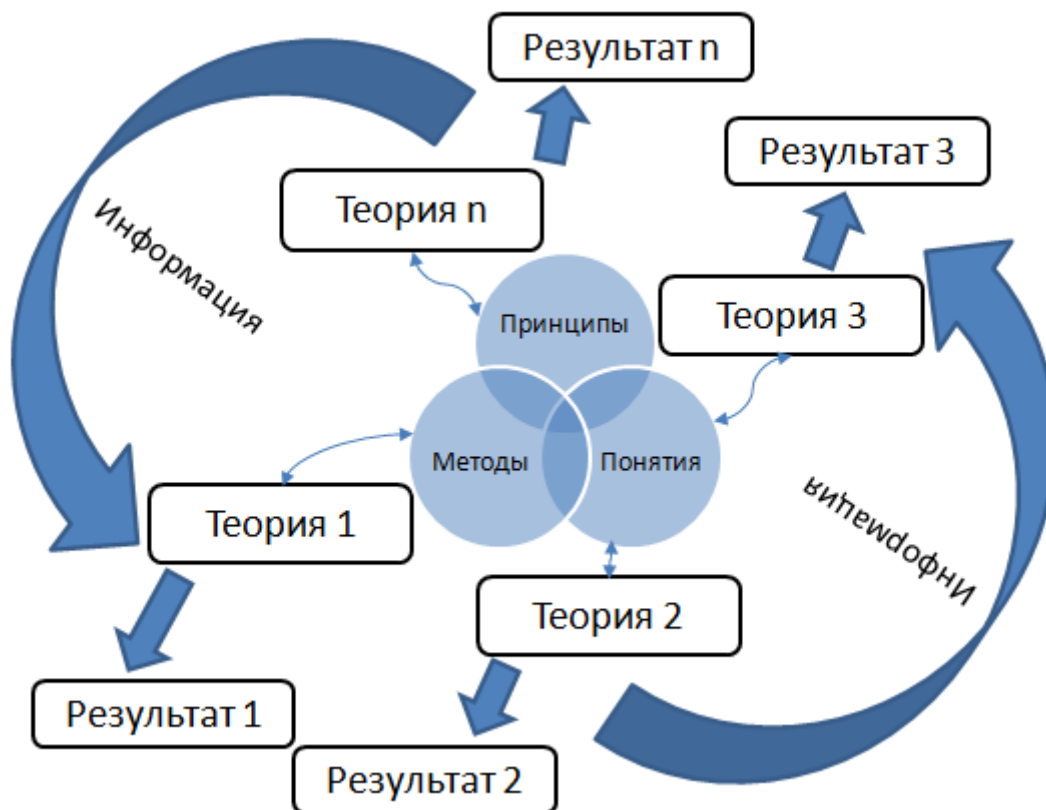 Результат n
Результат 3
Теория n
Информация
Теория 3
Принципы
Методы
Понятия
Информация
Теория 1
Теория 2
Результат 1
Результат 2